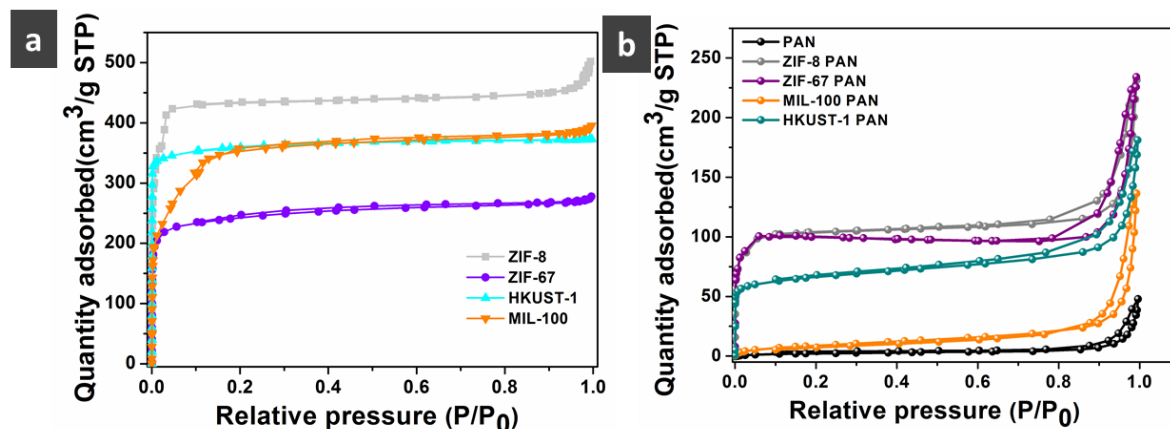 a
Quantity adsorbed(cm3/g STP)
500
400
300
200
100
0
ZIF-8
ZIF-67
HKUST-1
MIL-100
0.0 0.2 0.4 0.6 0.8 1.0
Relative pressure (P/P0)
b
Quantity adsorbed(cm3/g STP)
250
200
150
100
50
0
PAN
ZIF-8 PAN
ZIF-67 PAN
MIL-100 PAN
HKUST-1 PAN
0.0 0.2 0.4 0.6 0.8 1.0
Relative pressure (P/P0)